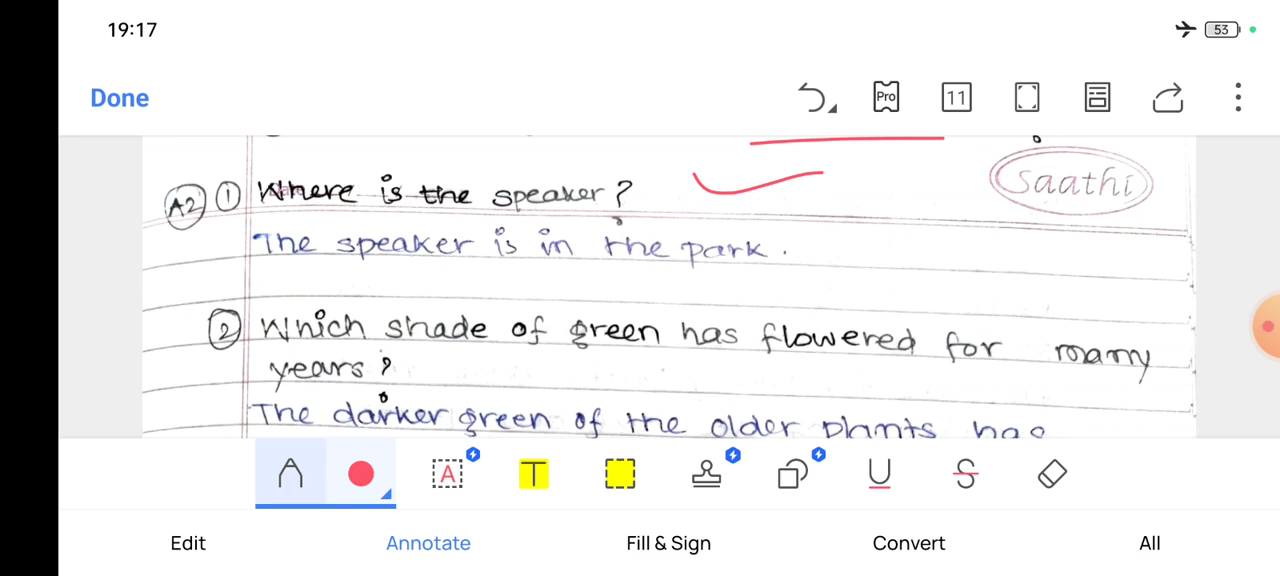 19:17
53
Done
Pro
11
Saathi
A2 1 Where is the speaker?
The speaker is in the park.
2 Which shade of green has flowered for many
years?
The darker green of the older plants has
A
T
U
S
Edit
Annotate
Fill & Sign
Convert
All